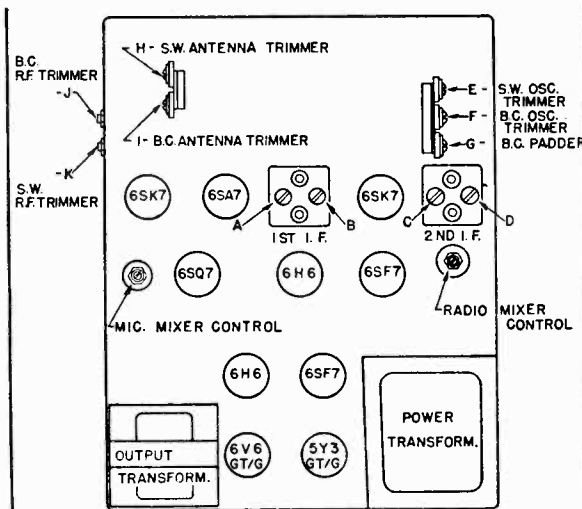 H - S.W. ANTENNA TRIMMER
B.C.
R.F. TRIMMER
- J
I - B.C. ANTENNA TRIMMER
- K
S.W.
R.F. TRIMMER
E - S.W. OSC.
TRIMMER
F - B.C. OSC.
TRIMMER
G - B.C. PADDER
6SK7
6SA7
A
B
1ST I.F.
6SK7
C
D
2ND I.F.
6SQ7
6H6
6SF7
MIC. MIXER CONTROL
RADIO MIXER
CONTROL
6H6
6SF7
OUTPUT
TRANSFORM.
6V6
GT/G
5Y3
GT/G
POWER
TRANSFORM.